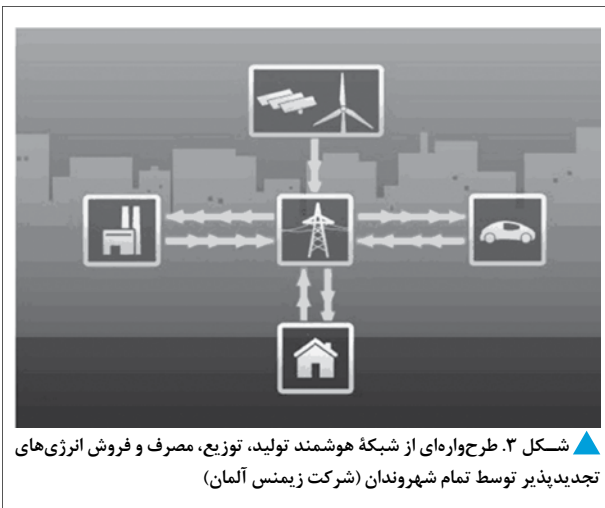 شکل ۳. طرح‌واره‌ای از شبکهٔ هوشمند تولید، توزیع، مصرف و فروش انرژی‌های
تجدیدپذیر توسط تمام شهروندان (شرکت زیمنس آلمان)